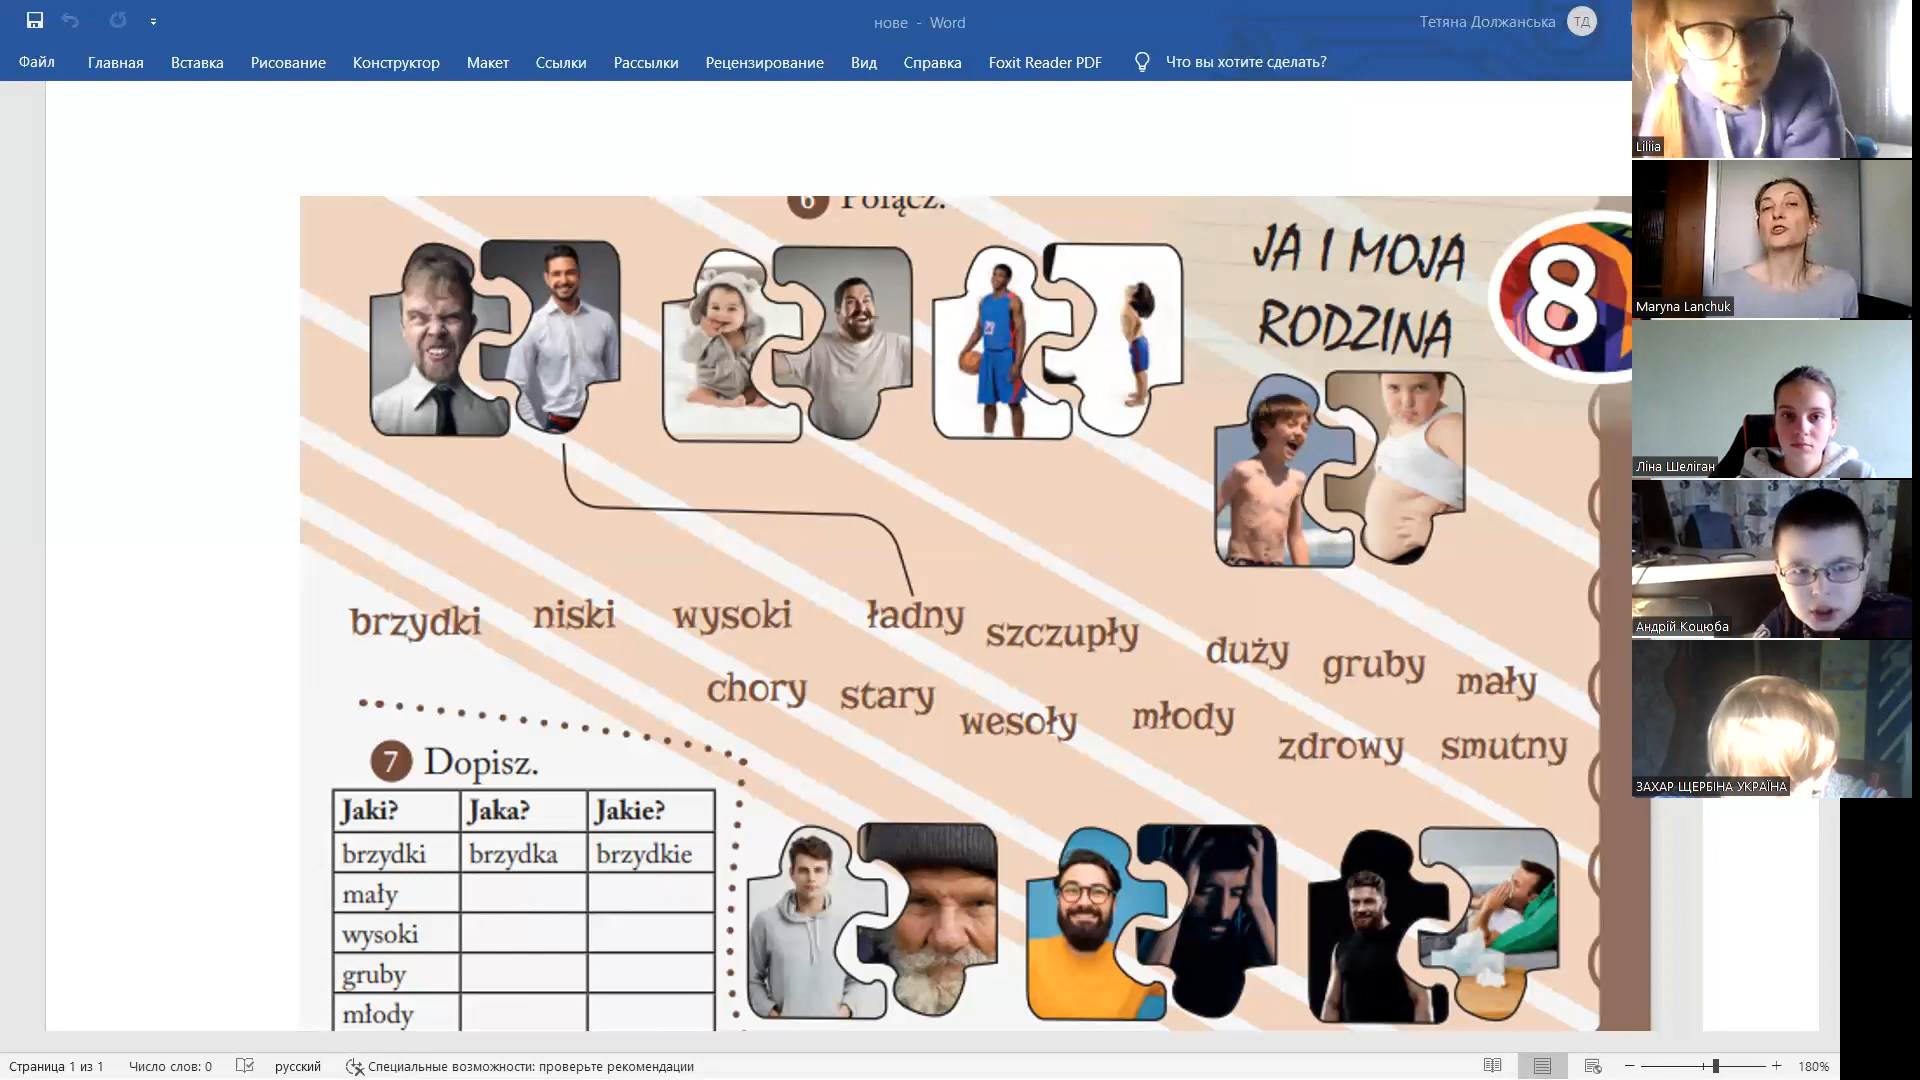 нове - Word
Тетяна Должанська ТД
Файл Главная Вставка Рисование Конструктор Макет Ссылки Рассылки Рецензирование Вид Справка Foxit Reader PDF Что вы хотите сделать?
6 Połącz.
JA I MOJA
RODZINA
8
brzydki niski wysoki ładny szczupły duży gruby mały
chory stary wesoły młody zdrowy smutny
7 Dopisz.
Jaki? Jaka? Jakie?
brzydki brzydka brzydkie
mały
wysoki
gruby
młody
Liliia
Maryna Lanchuk
Ліна Шеліган
Андрій Коцюба
ЗАХАР ЩЕРБІНА УКРАЇНА
Страница 1 из 1 Число слов: 0 русский Специальные возможности: проверьте рекомендации 180%